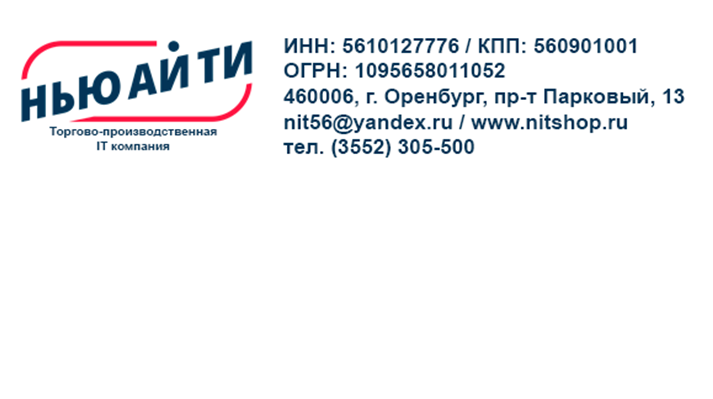 НЬЮ АЙ ТИ
Торгово-производственная
IT компания
ИНН: 5610127776 / КПП: 560901001
ОГРН: 1095658011052
460006, г. Оренбург, пр-т Парковый, 13
nit56@yandex.ru / www.nitshop.ru
тел. (3552) 305-500